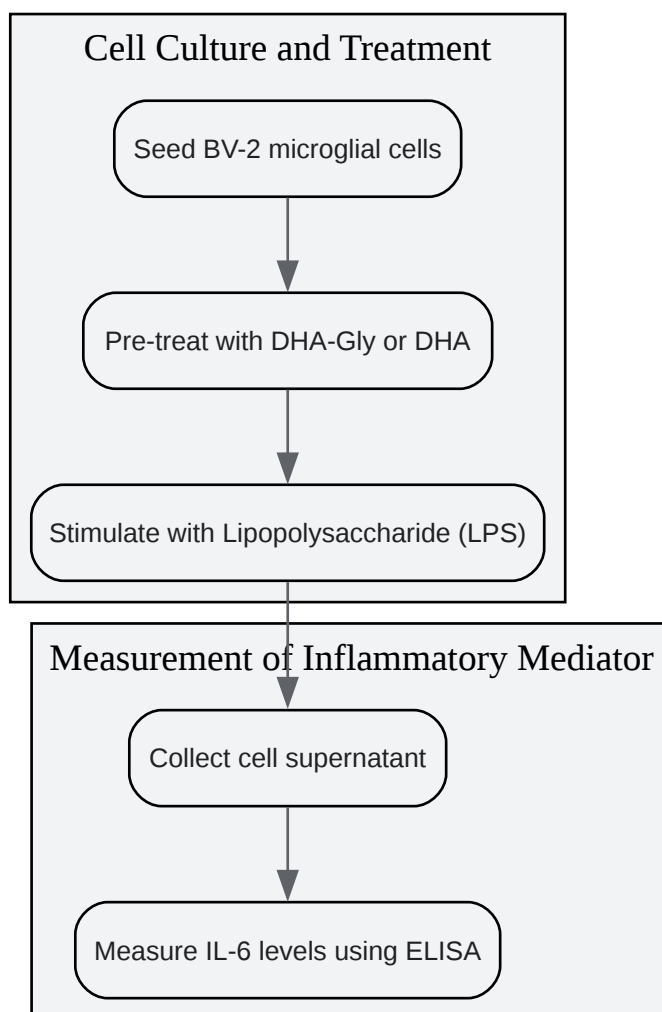 Cell Culture and Treatment
Seed BV-2 microglial cells
Pre-treat with DHA-Gly or DHA
Stimulate with Lipopolysaccharide (LPS)
Measurement of Inflammatory Mediator
Collect cell supernatant
Measure IL-6 levels using ELISA